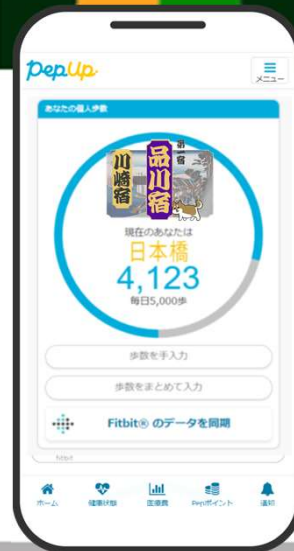 PepUp
メニュー
あなたの個人歩数
川崎宿
品川宿
現在のあなたは
日本橋
4,123
毎日5,000歩
歩数を手入力
歩数をまとめて入力
Fitbit® のデータを同期
fitbit
ホーム
健康状態
医療費
Pepポイント
通知